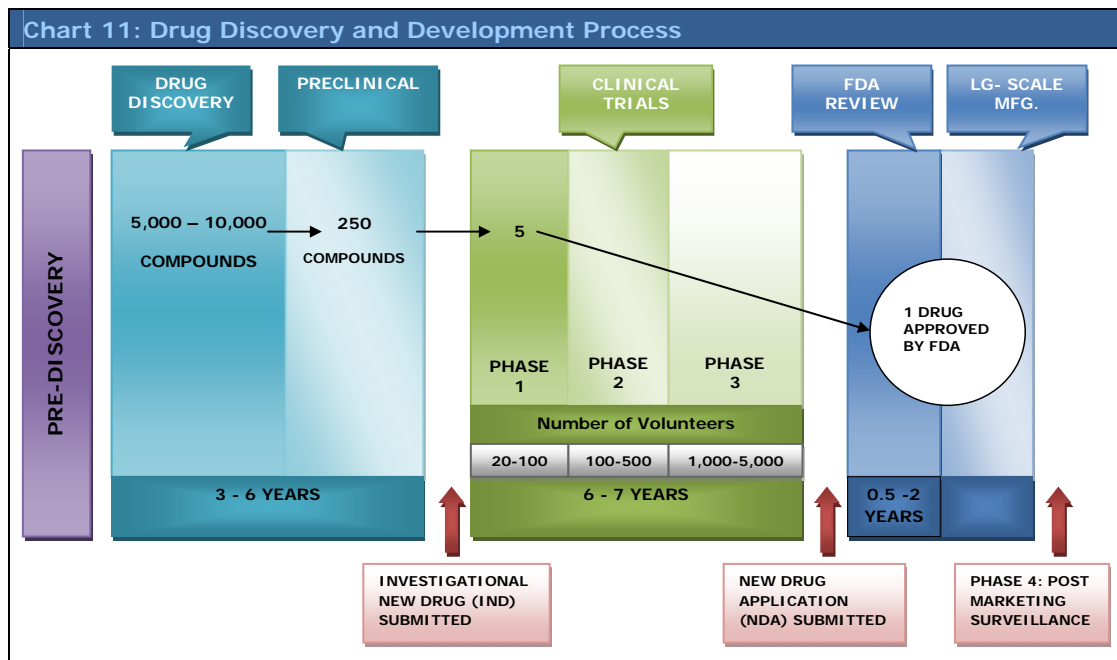 Chart 11: Drug Discovery and Development Process
DRUG
DISCOVERY
PRECLINICAL
CLINICAL
TRIALS
FDA
REVIEW
LG- SCALE
MFG.
PRE-DISCOVERY
5,000 – 10,000
COMPOUNDS
250
COMPOUNDS
5
1 DRUG
APPROVED
BY FDA
PHASE
1
PHASE
2
PHASE
3
Number of Volunteers
20-100
100-500
1,000-5,000
3 - 6 YEARS
6 - 7 YEARS
0.5 -2
YEARS
INVESTIGATIONAL
NEW DRUG (IND)
SUBMITTED
NEW DRUG
APPLICATION
(NDA) SUBMITTED
PHASE 4: POST
MARKETING
SURVEILLANCE